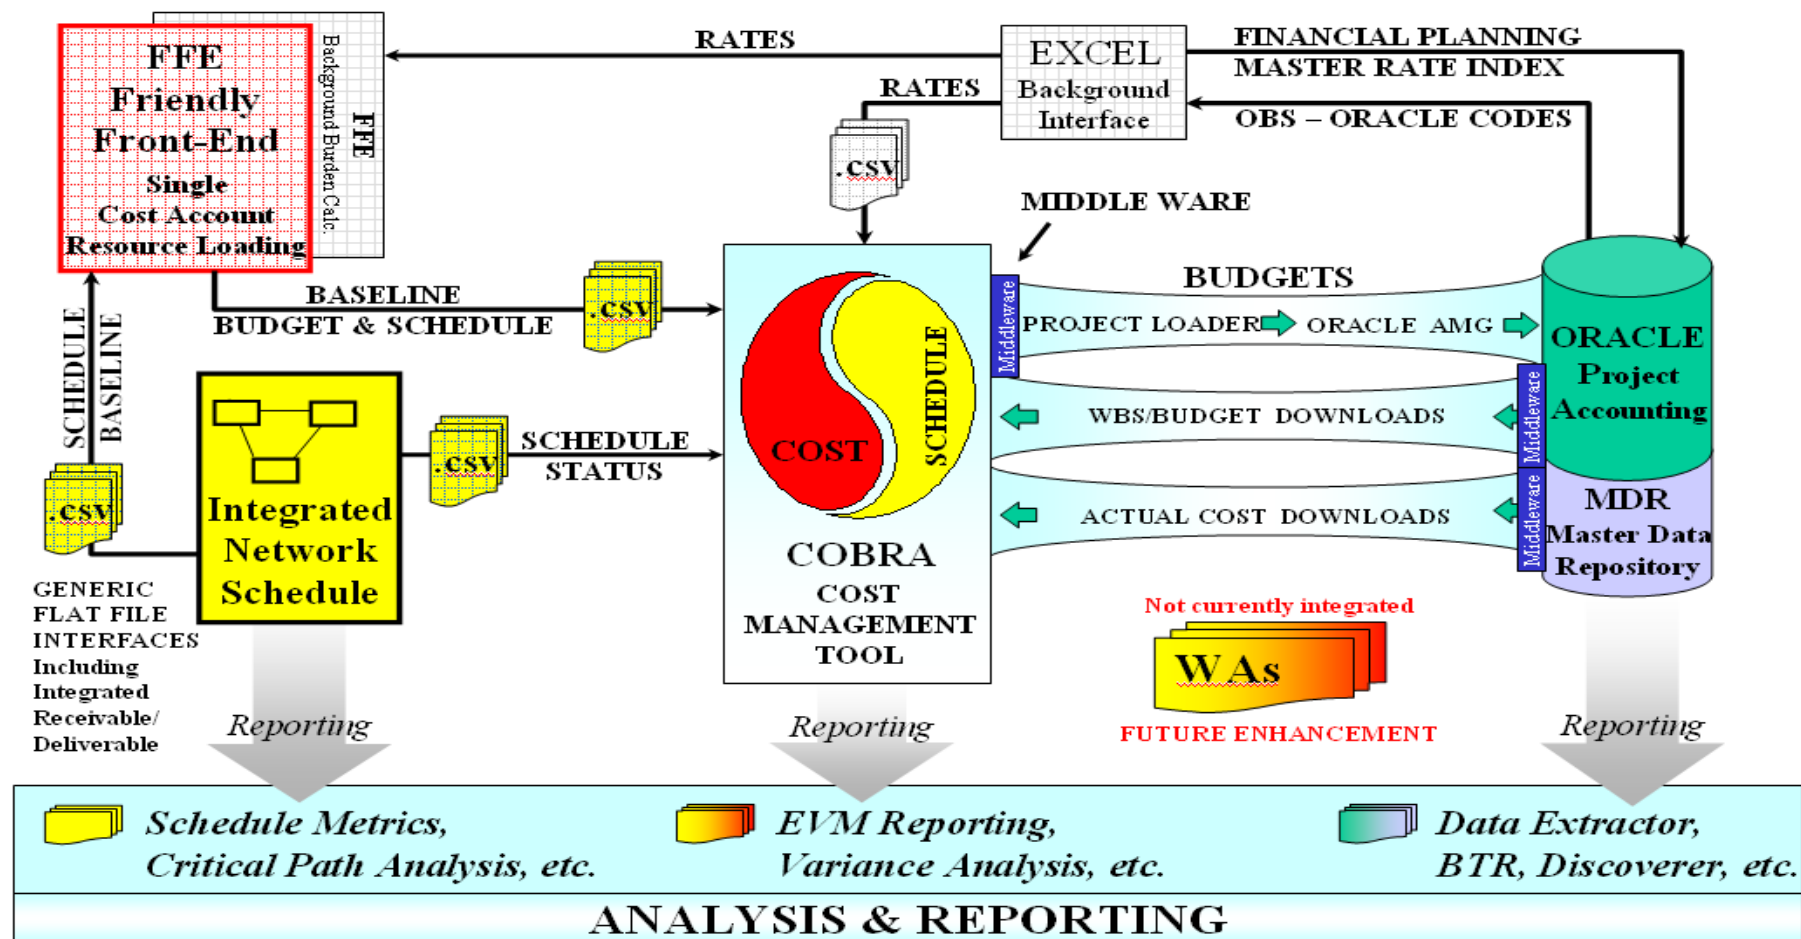 FFE
Friendly
Front-End
Single
Cost Account
Resource Loading
FFE
Background Burden Calc.
RATES
EXCEL
Background
Interface
FINANCIAL PLANNING
MASTER RATE INDEX
OBS – ORACLE CODES
RATES
.csv
MIDDLE WARE
SCHEDULE
BASELINE
BASELINE
BUDGET & SCHEDULE
.csv
COST
SCHEDULE
COBRA
COST
MANAGEMENT
TOOL
Middleware
BUDGETS
PROJECT LOADER
ORACLE AMG
WBS/BUDGET DOWNLOADS
Middleware
ACTUAL COST DOWNLOADS
Middleware
ORACLE
Project
Accounting
MDR
Master Data
Repository
.csv
Integrated
Network
Schedule
.csv
SCHEDULE
STATUS
GENERIC
FLAT FILE
INTERFACES
Including
Integrated
Receivable/
Deliverable
Not currently integrated
WAs
FUTURE ENHANCEMENT
Reporting
Reporting
Reporting
Schedule Metrics,
Critical Path Analysis, etc.
EVM Reporting,
Variance Analysis, etc.
Data Extractor,
BTR, Discoverer, etc.
ANALYSIS & REPORTING